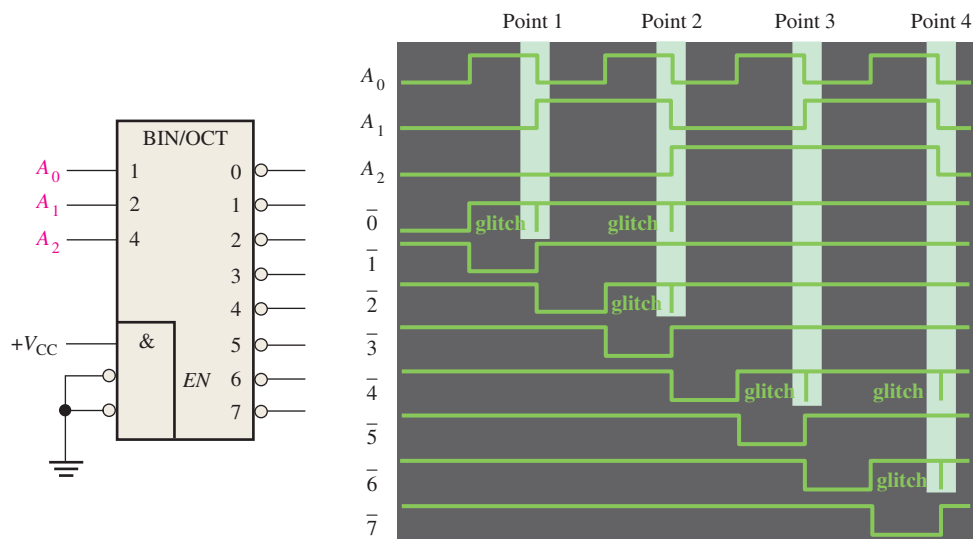 Point 1 Point 2 Point 3 Point 4
BIN/OCT
A₀ 1 0
A₁ 2 1
A₂ 4 2
3
4
+V_CC & 5
EN 6
7
A₀
A₁
A₂
0̅ glitch glitch
1̅
2̅ glitch
3̅
4̅ glitch glitch
5̅
6̅ glitch
7̅